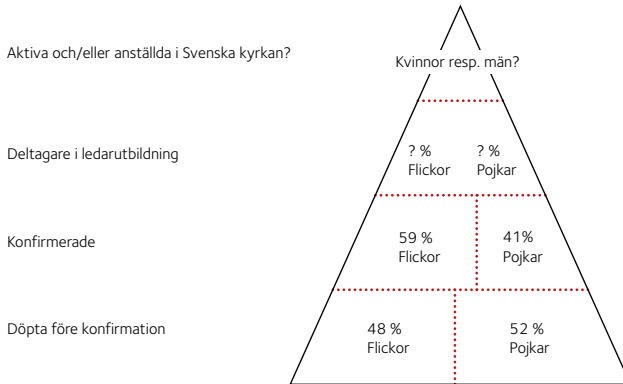 Aktiva och/eller anställda i Svenska kyrkan?
Kvinnor resp. män?
Deltagare i ledarutbildning
? %
Flickor
? %
Pojkar
Konfirmerade
59 %
Flickor
41%
Pojkar
Döpta före konfirmation
48 %
Flickor
52 %
Pojkar